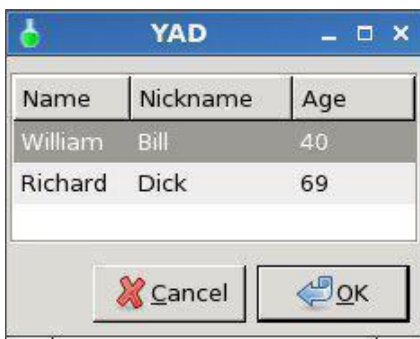 YAD
Name Nickname Age
William Bill 40
Richard Dick 69
Cancel OK